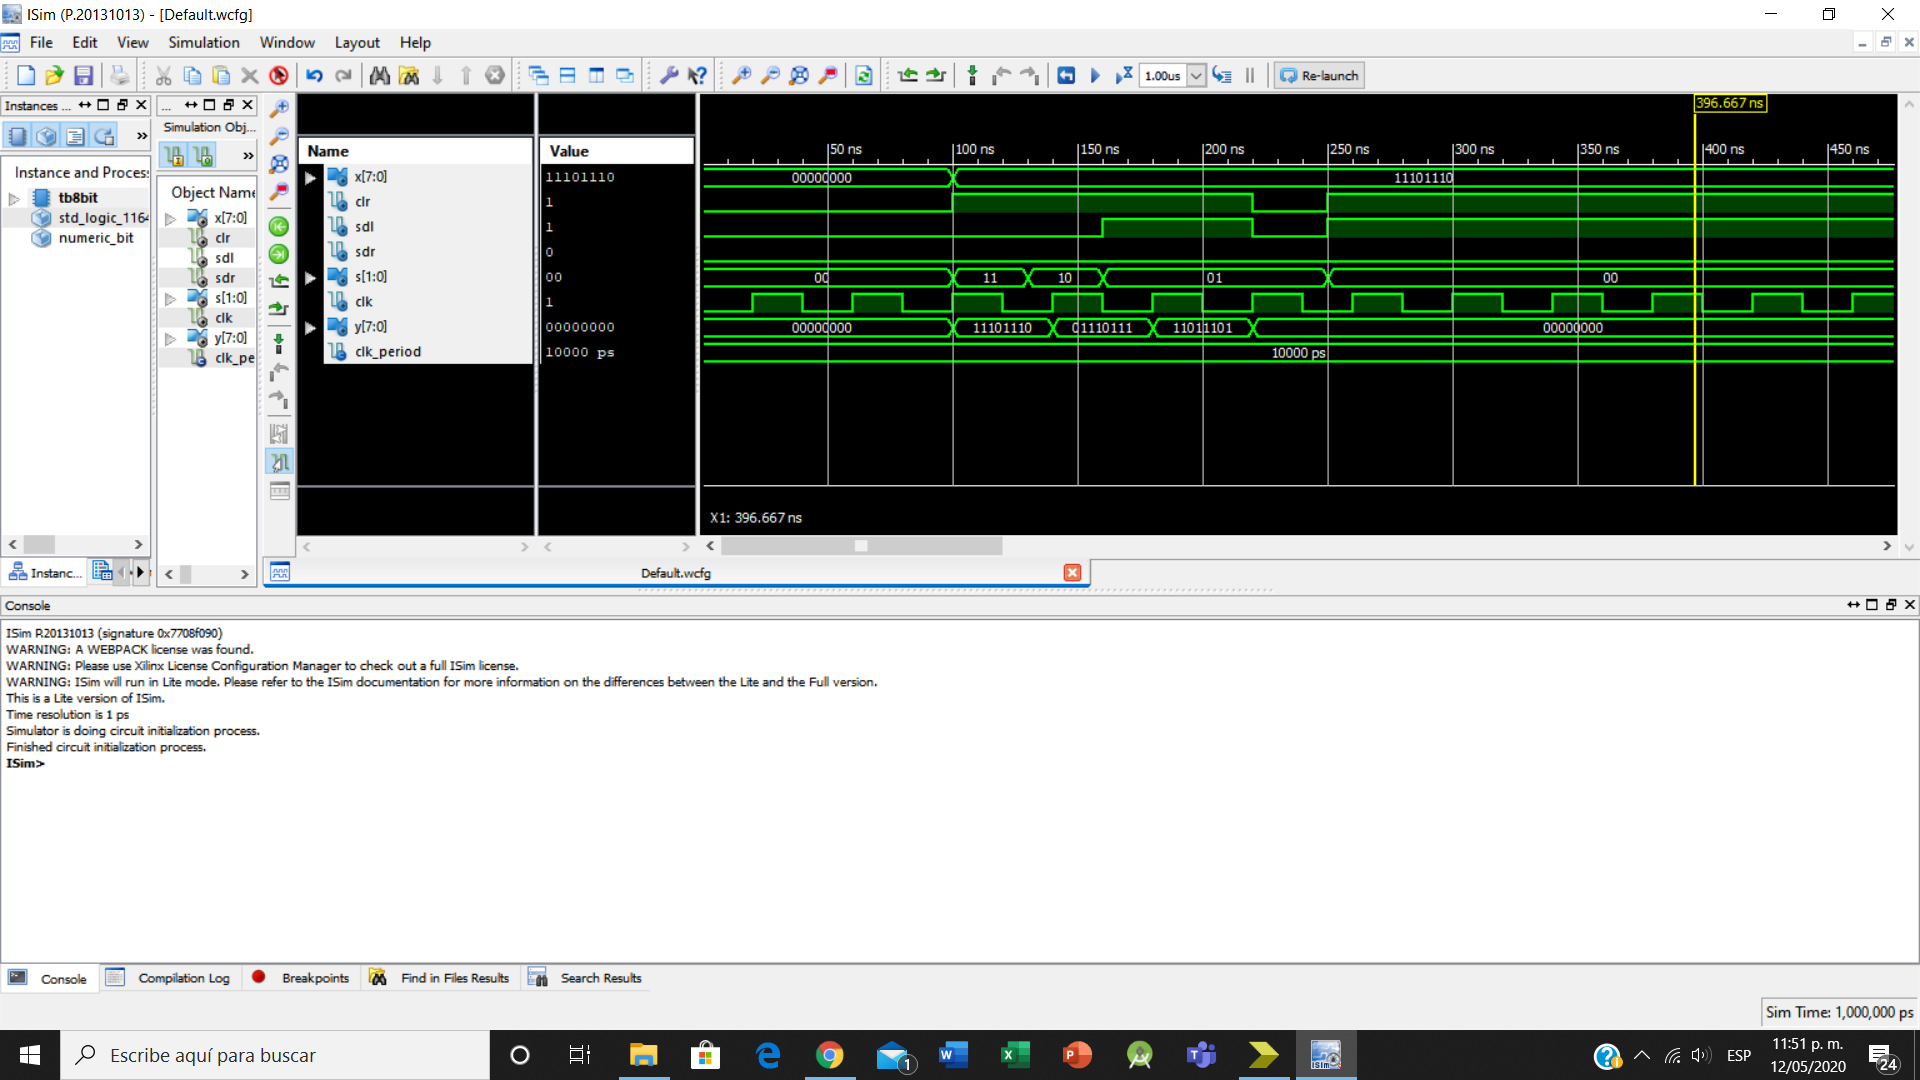 ISim (P.20131013) - [Default.wcfg]
File Edit View Simulation Window Layout Help
1.00us Re-launch
Instances ...
...
Simulation Obj...
Instance and Proces:
tb8bit
std_logic_1164
numeric_bit
Object Name
x[7:0]
clr
sdl
sdr
s[1:0]
clk
y[7:0]
clk_pe
Name Value
x[7:0] 11101110
clr 1
sdl 1
sdr 0
s[1:0] 00
clk 1
y[7:0] 00000000
clk_period 10000 ps
396.667 ns
50 ns 100 ns 150 ns 200 ns 250 ns 300 ns 350 ns 400 ns 450 ns
00000000 11101110
00 11 10 01 00
00000000 11101110 01110111 11011101 00000000
10000 ps
X1: 396.667 ns
Instanc...
Default.wcfg
Console
ISim P.20131013 (signature 0x7708f090)
WARNING: A WEBPACK license was found.
WARNING: Please use Xilinx License Configuration Manager to check out a full ISim license.
WARNING: ISim will run in Lite mode. Please refer to the ISim documentation for more information on the differences between the Lite and the Full version.
This is a Lite version of ISim.
Time resolution is 1 ps
Simulator is doing circuit initialization process.
Finished circuit initialization process.
ISim>
Console Compilation Log Breakpoints Find in Files Results Search Results
Sim Time: 1,000,000 ps
Escribe aquí para buscar
1
ESP
11:51 p. m.
12/05/2020
24